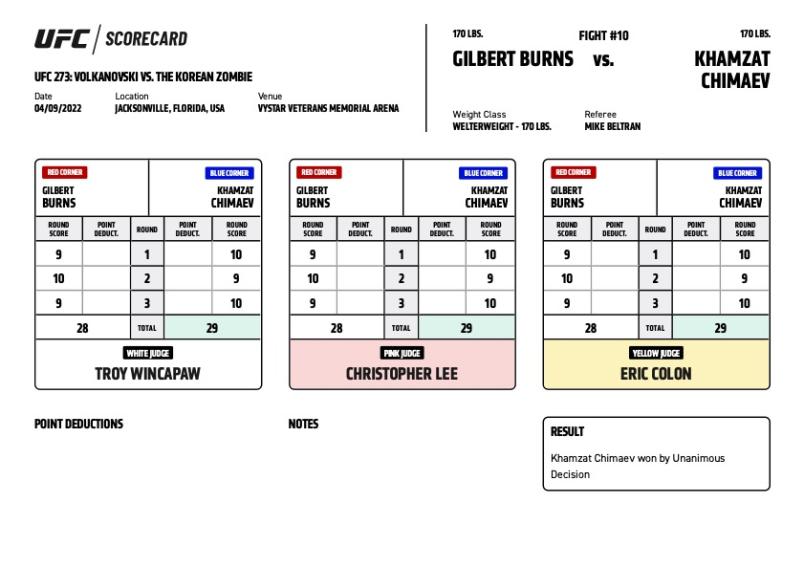 UFC SCORECARD
UFC 273: VOLKANOVSKI VS. THE KOREAN ZOMBIE
Date Location Venue
04/09/2022 JACKSONVILLE, FLORIDA, USA VYSTAR VETERANS MEMORIAL ARENA
170 LBS. FIGHT #10 170 LBS.
GILBERT BURNS vs. KHAMZAT
CHIMAEV
Weight Class Referee
WELTERWEIGHT - 170 LBS. MIKE BELTRAN
RED CORNER BLUE CORNER
GILBERT KHAMZAT
BURNS CHIMAEV
ROUND POINT ROUND POINT ROUND
SCORE DEDUCT. DEDUCT. SCORE
9 1 10
10 2 9
9 3 10
28 TOTAL 29
WHITE JUDGE
TROY WINCAPAW
RED CORNER BLUE CORNER
GILBERT KHAMZAT
BURNS CHIMAEV
ROUND POINT ROUND POINT ROUND
SCORE DEDUCT. DEDUCT. SCORE
9 1 10
10 2 9
9 3 10
28 TOTAL 29
PINK JUDGE
CHRISTOPHER LEE
RED CORNER BLUE CORNER
GILBERT KHAMZAT
BURNS CHIMAEV
ROUND POINT ROUND POINT ROUND
SCORE DEDUCT. DEDUCT. SCORE
9 1 10
10 2 9
9 3 10
28 TOTAL 29
YELLOW JUDGE
ERIC COLON
POINT DEDUCTIONS
NOTES
RESULT
Khamzat Chimaev won by Unanimous
Decision